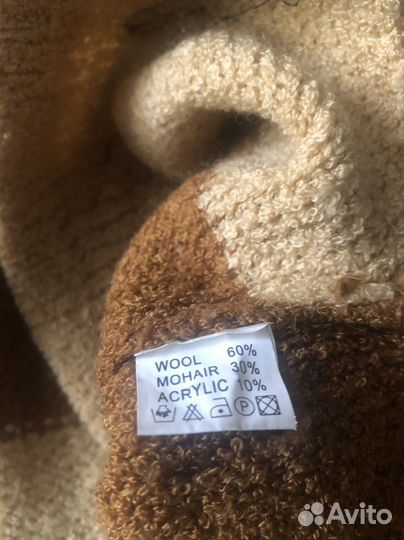 WOOL 60%
MOHAIR 30%
ACRYLIC 10%
P
Avito